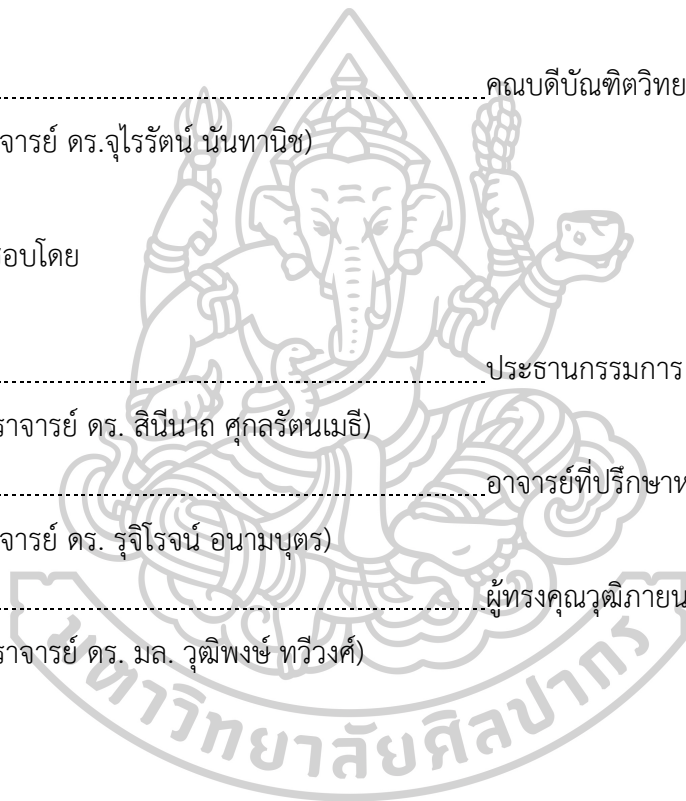 คณบดีบัณฑิตวิทย
จารย์ ดร.จุไรรัตน์ นันทานิช)
อบโดย
ประธานกรรมการ
ราจารย์ ดร. สินีนาถ ศุกลรัตนเมธี)
อาจารย์ที่ปรึกษาห
จารย์ ดร. รุจิโรจน์ อนามบุตร)
ผู้ทรงคุณวุฒิภายน
ราจารย์ ดร. มล. วุฒิพงษ์ ทวีวงศ์)
มหาวิทยาลัยศิลปากร